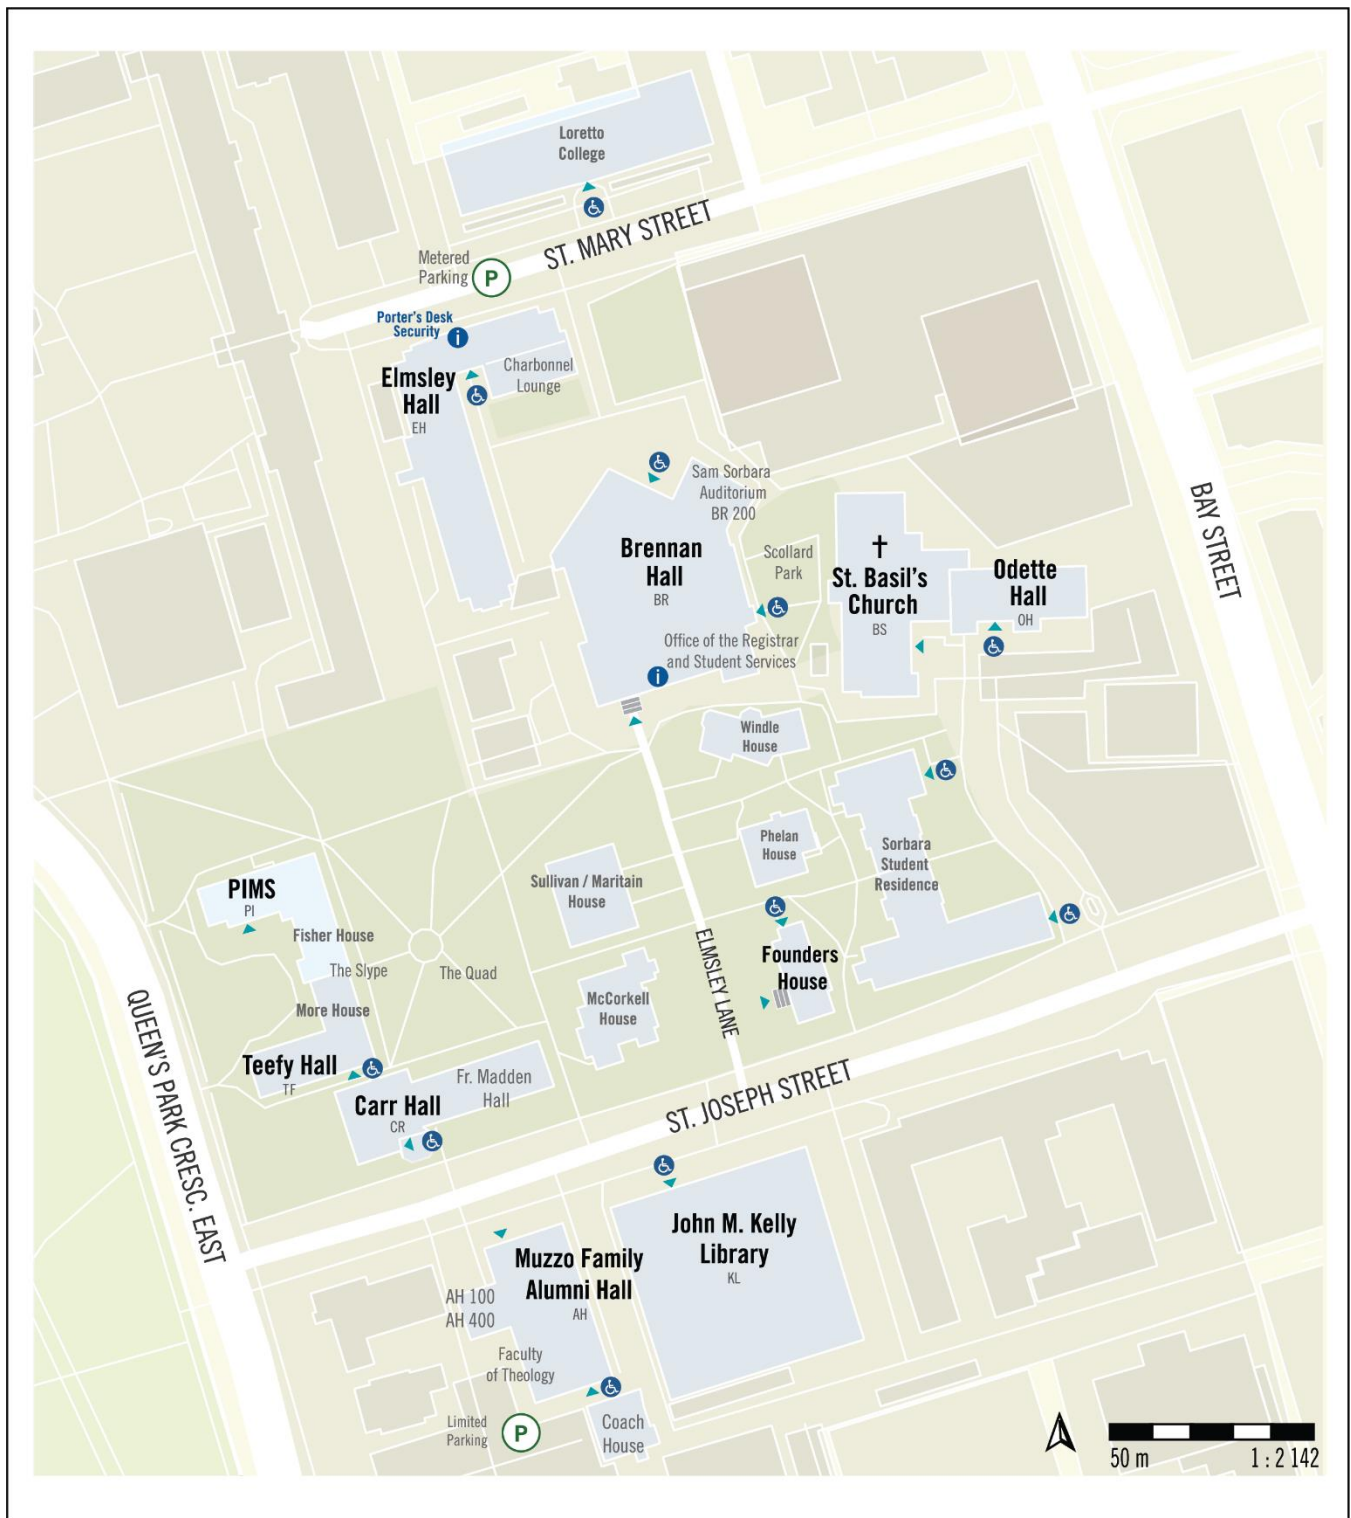 Loretto
College
ST. MARY STREET
Metered
Parking
P
Porter's Desk
Security
i
Charbonnel
Lounge
Elmsley
Hall
EH
Sam Sorbara
Auditorium
BR 200
BAY STREET
Brennan
Hall
BR
Scollard
Park
St. Basil's
Church
BS
Odette
Hall
OH
Office of the Registrar
and Student Services
i
Windle
House
Phelan
House
Sorbara
Student
Residence
Sullivan / Maritain
House
PIMS
PI
Fisher House
The Slype
The Quad
More House
ELMSLEY LANE
Founders
House
McCorkell
House
QUEEN'S PARK CRESC. EAST
Teefy Hall
TF
Fr. Madden
Hall
Carr Hall
CR
ST. JOSEPH STREET
John M. Kelly
Library
KL
Muzzo Family
Alumni Hall
AH
AH 100
AH 400
Faculty
of Theology
Limited
Parking
P
Coach
House
50 m
1 : 2 142